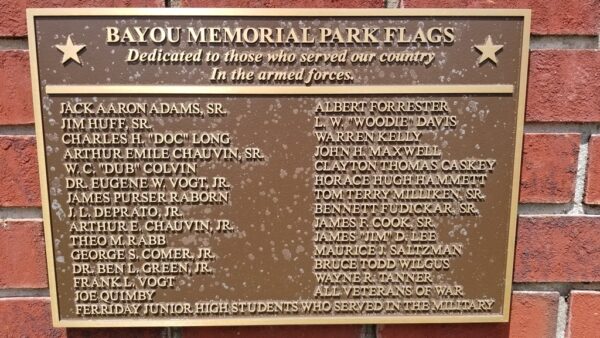 BAYOU MEMORIAL PARK FLAGS
Dedicated to those who served our country
In the armed forces.
JACK AARON ADAMS, SR.
JIM HUFF, SR.
CHARLES H. "DOC" LONG
ARTHUR EMILE CHAUVIN, SR.
W. C. "DUB" COLVIN
DR. EUGENE W. VOGT, JR.
JAMES PURSER RABORN
J. L. DEPRATO, JR.
ARTHUR E. CHAUVIN, JR.
THEO M. RABB
GEORGE S. COMER, JR.
DR. BEN L. GREEN, JR.
FRANK L. VOGT
JOE QUIMBY
ALBERT FORRESTER
L. W. "WOODIE" DAVIS
WARREN KELLY
JOHN H. MAXWELL
CLAYTON THOMAS CASKEY
HORACE HUGH HAMMETT
TOM TERRY MILLIKEN, SR.
BENNETT FUDICKAR, SR.
JAMES F. COOK, SR.
JAMES "JIM" D. LEE
MAURICE J. SALTZMAN
BRUCE TODD WILGUS
WAYNE R. TANNER
ALL VETERANS OF WAR
FERRIDAY JUNIOR HIGH STUDENTS WHO SERVED IN THE MILITARY